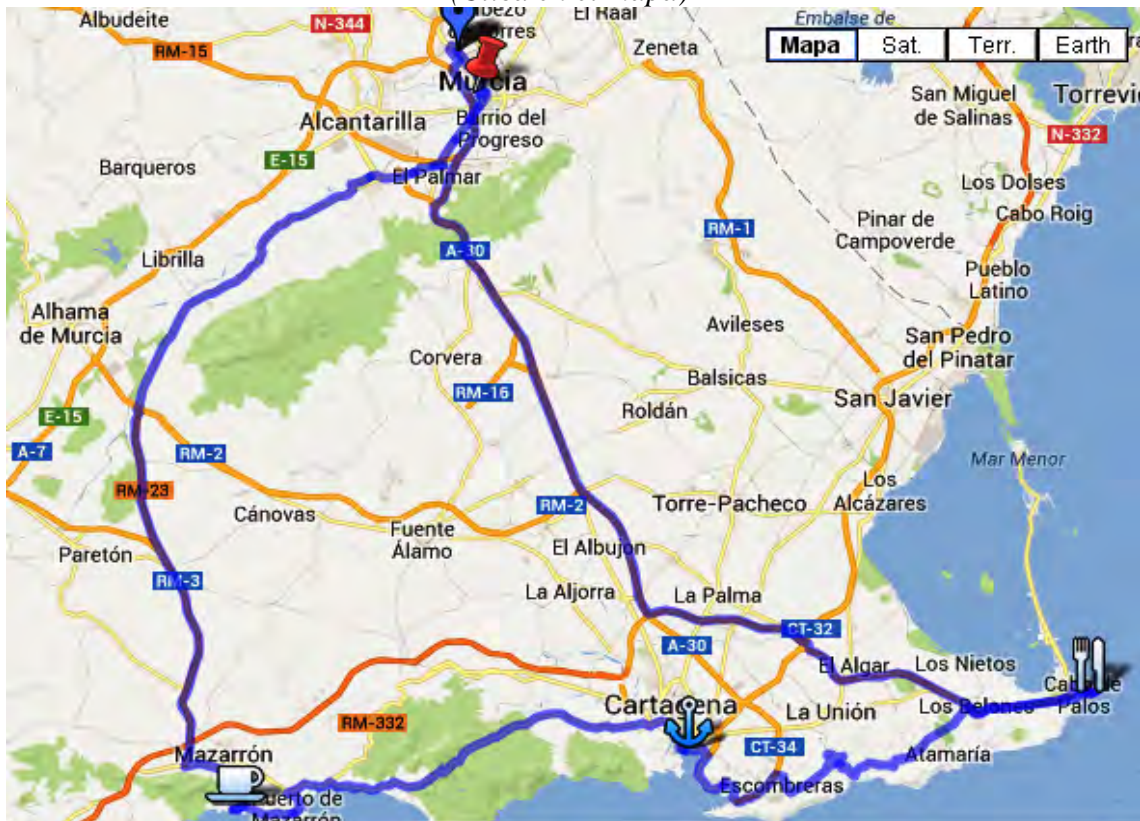 Albudeite
N-344
El Raal
Embalse de
RM-15
Zeneta
Mapa
Sat.
Terr.
Earth
Murcia
San Miguel
de Salinas
Alcantarilla
Barrio del
Progreso
N-332
Barqueros
E-15
El Palmar
Los Dolses
Cabo Roig
Pinar de
Campoverde
RM-1
A-30
Librilla
Pueblo
Latino
Alhama
de Murcia
Avileses
San Pedro
del Pinatar
Corvera
Balsicas
RM-16
San Javier
Roldán
E-15
A-7
RM-2
Mar Menor
RM-23
RM-2
Torre-Pacheco
Los
Alcázares
Cánovas
Fuente
Álamo
Paretón
El Albujon
RM-3
La Aljorra
La Palma
CT-32
A-30
El Algar
Los Nietos
Cartagena
La Unión
Los Belones
Palos
RM-332
CT-34
Mazarrón
Atamaría
Escombreras
Puerto de
Mazarrón